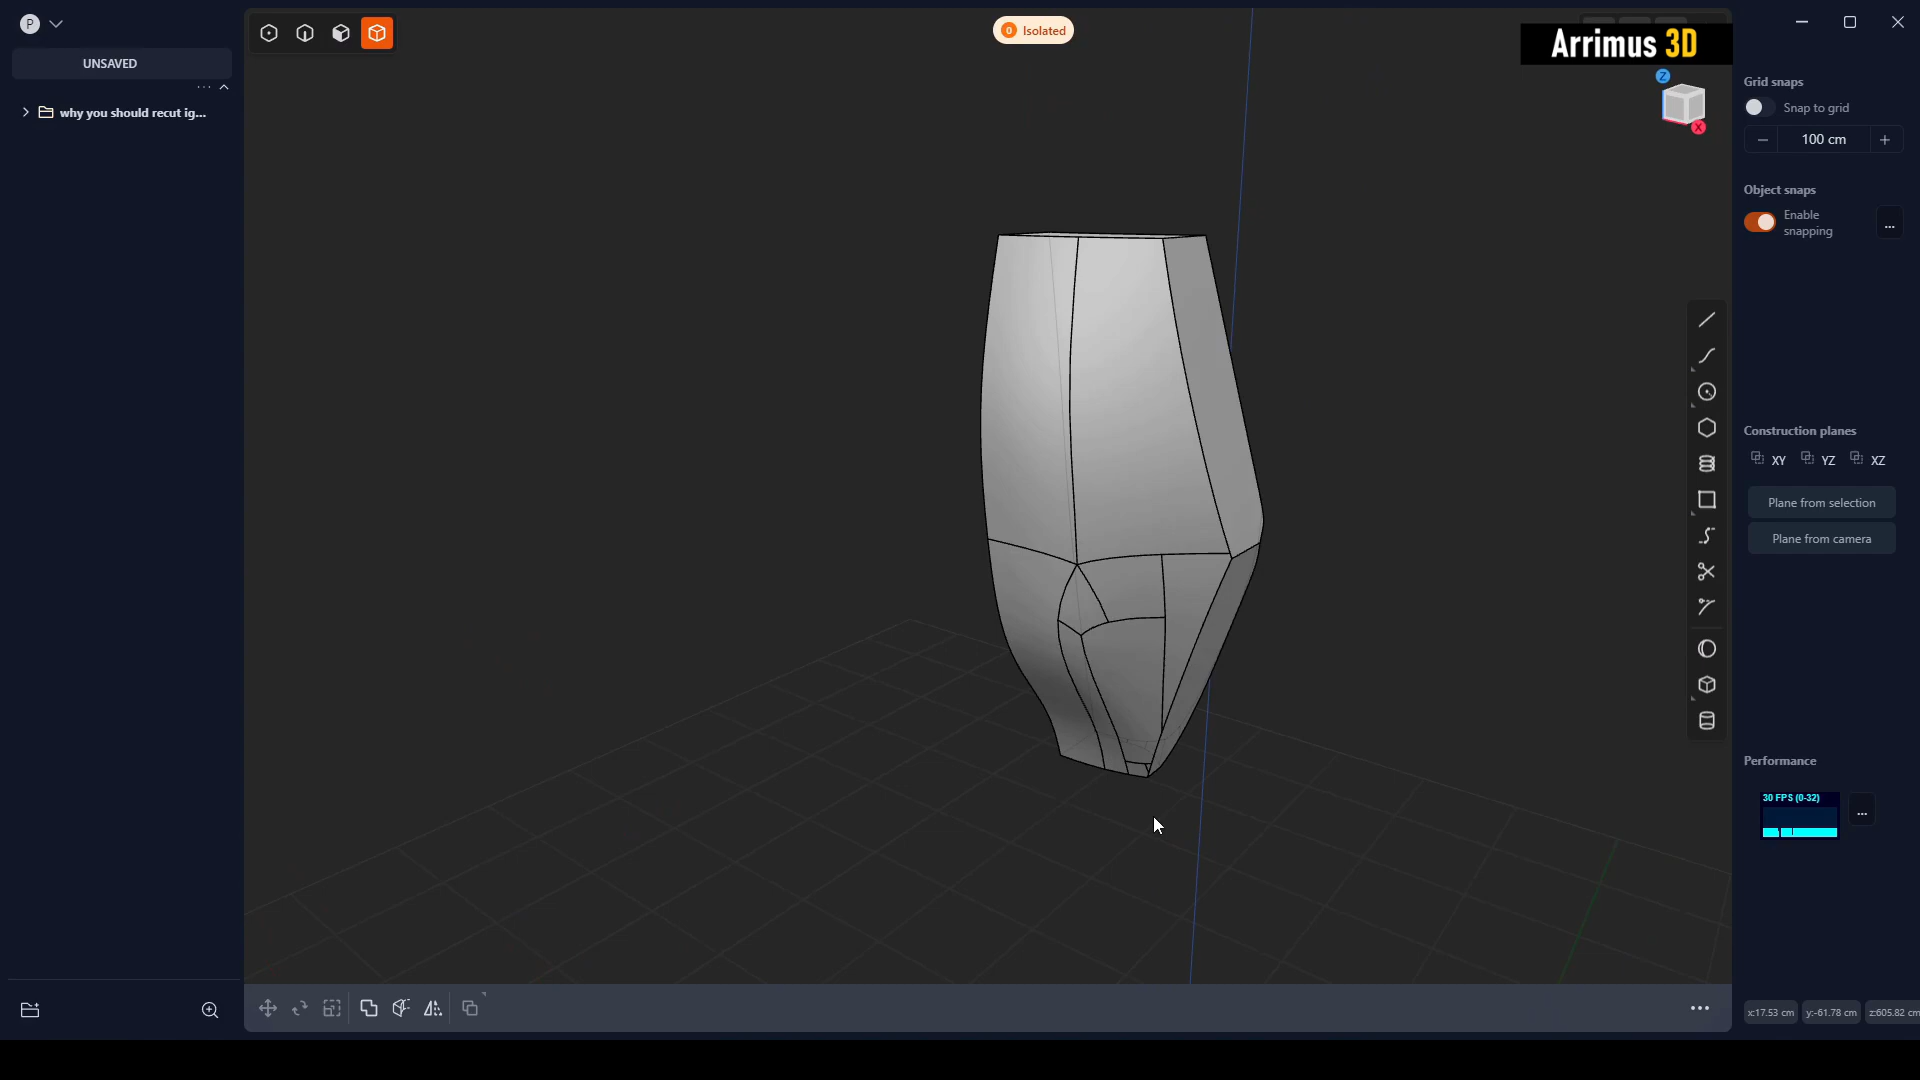 P
UNSAVED
why you should recut ig...
0 Isolated
Arrimus 3D
Z
X
Grid snaps
Snap to grid
100 cm
Object snaps
Enable
snapping
...
Construction planes
XY YZ XZ
Plane from selection
Plane from camera
Performance
30 FPS (0-32)
...
x:17.53 cm y:-61.78 cm z:605.82 cm